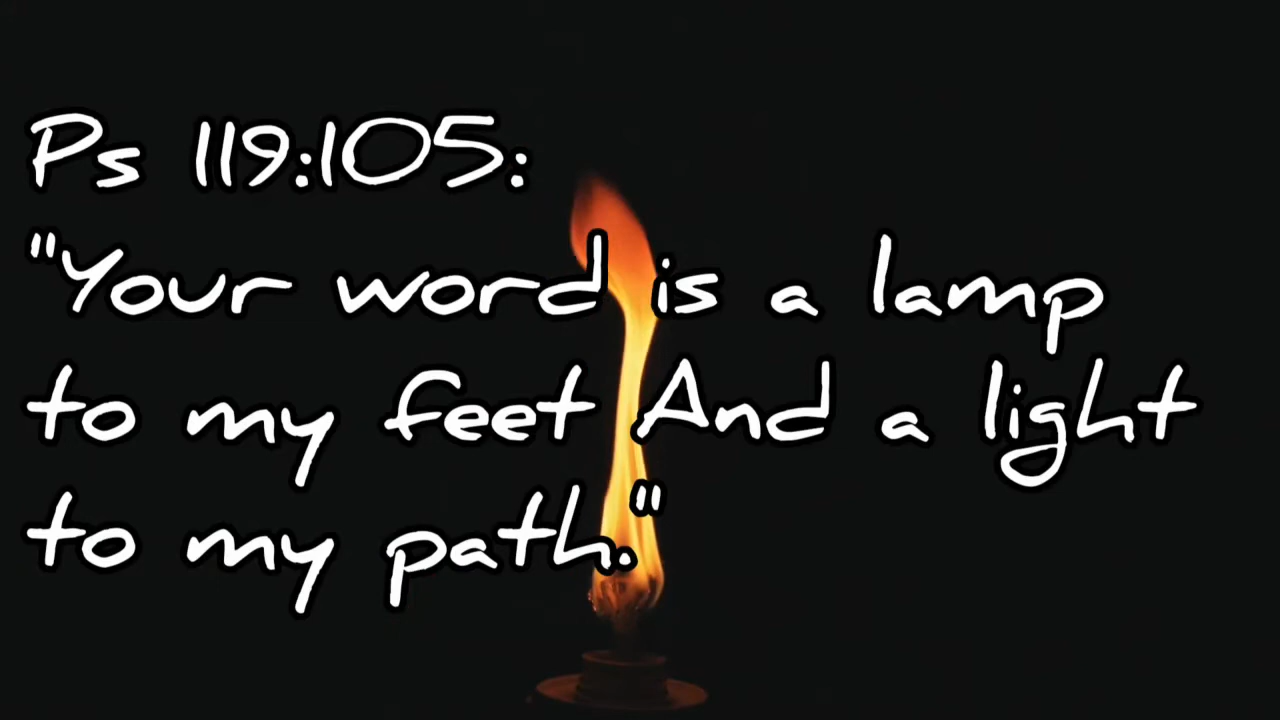 Ps 119:105:
"Your word is a lamp
to my feet And a light
to my path."